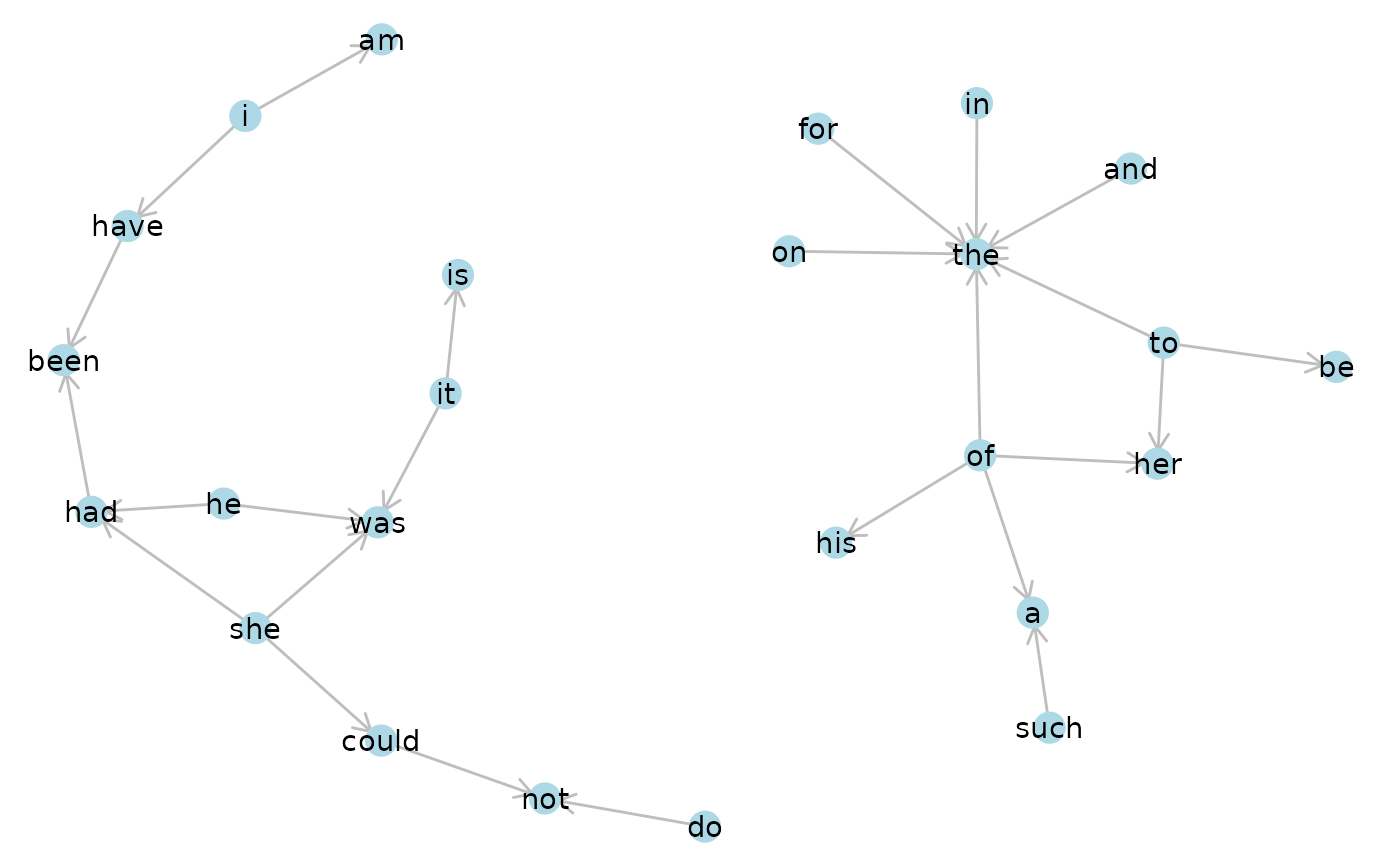 am
i
in
for
and
have
on
the
is
to
been
be
it
of
her
had
he
was
his
a
she
such
could
not
do